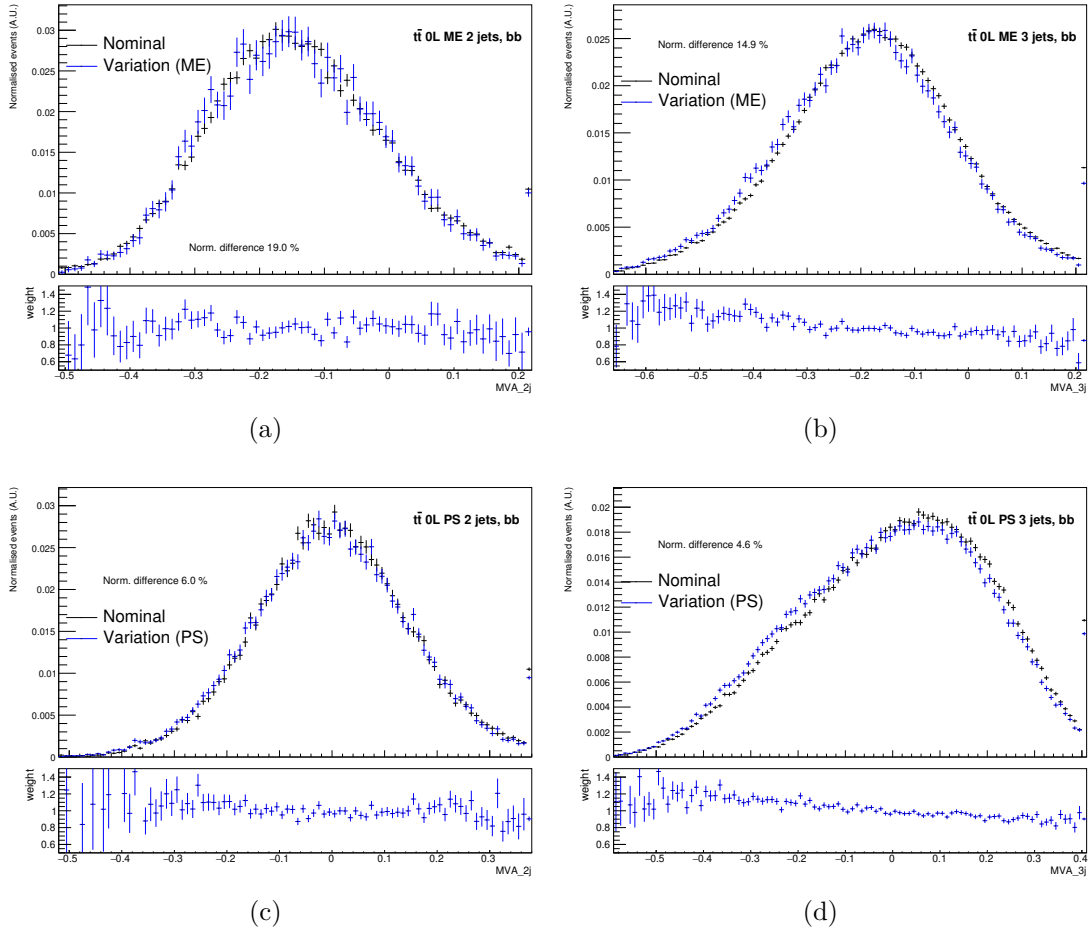 Normalised events (A.U.)
0.03
0.025
0.02
0.015
0.01
0.005
0
tt̄ 0L ME 2 jets, bb
Nominal
Variation (ME)
Norm. difference 19.0 %
weight
1.4
1.2
1
0.8
0.6
−0.5 −0.4 −0.3 −0.2 −0.1 0 0.1 0.2
MVA_2j
(a)
Normalised events (A.U.)
0.025
0.02
0.015
0.01
0.005
0
tt̄ 0L ME 3 jets, bb
Norm. difference 14.9 %
Nominal
Variation (ME)
weight
1.4
1.2
1
0.8
0.6
−0.6 −0.5 −0.4 −0.3 −0.2 −0.1 0 0.1 0.2
MVA_3j
(b)
Normalised events (A.U.)
0.03
0.025
0.02
0.015
0.01
0.005
0
tt̄ 0L PS 2 jets, bb
Norm. difference 6.0 %
Nominal
Variation (PS)
weight
1.4
1.2
1
0.8
0.6
−0.5 −0.4 −0.3 −0.2 −0.1 0 0.1 0.2 0.3
MVA_2j
(c)
Normalised events (A.U.)
0.02
0.018
0.016
0.014
0.012
0.01
0.008
0.006
0.004
0.002
0
tt̄ 0L PS 3 jets, bb
Norm. difference 4.6 %
Nominal
Variation (PS)
weight
1.4
1.2
1
0.8
0.6
−0.5 −0.4 −0.3 −0.2 −0.1 0 0.1 0.2 0.3 0.4
MVA_3j
(d)